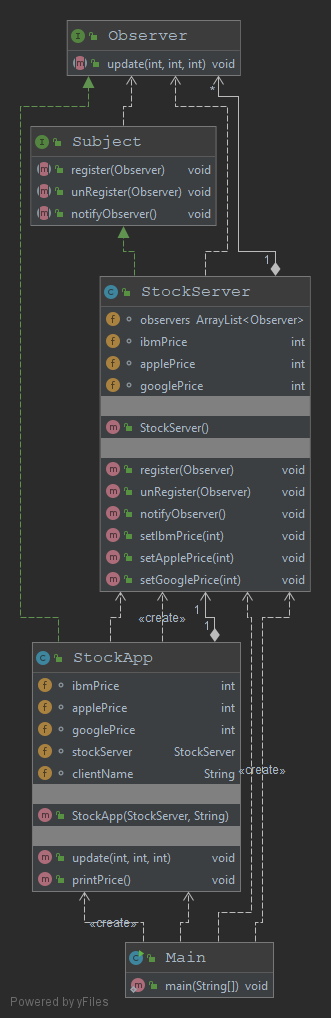 Observer
update(int, int, int) void
*
Subject
register(Observer) void
unRegister(Observer) void
notifyObserver() void
1
StockServer
observers ArrayList<Observer>
ibmPrice int
applePrice int
googlePrice int
StockServer()
register(Observer) void
unRegister(Observer) void
notifyObserver() void
setIbmPrice(int) void
setApplePrice(int) void
setGooglePrice(int) void
1
«create»
1
StockApp
ibmPrice int
applePrice int
googlePrice int
stockServer StockServer
clientName String
«create»
StockApp(StockServer, String)
update(int, int, int) void
printPrice() void
«create»
Main
main(String[]) void
Powered by yFiles